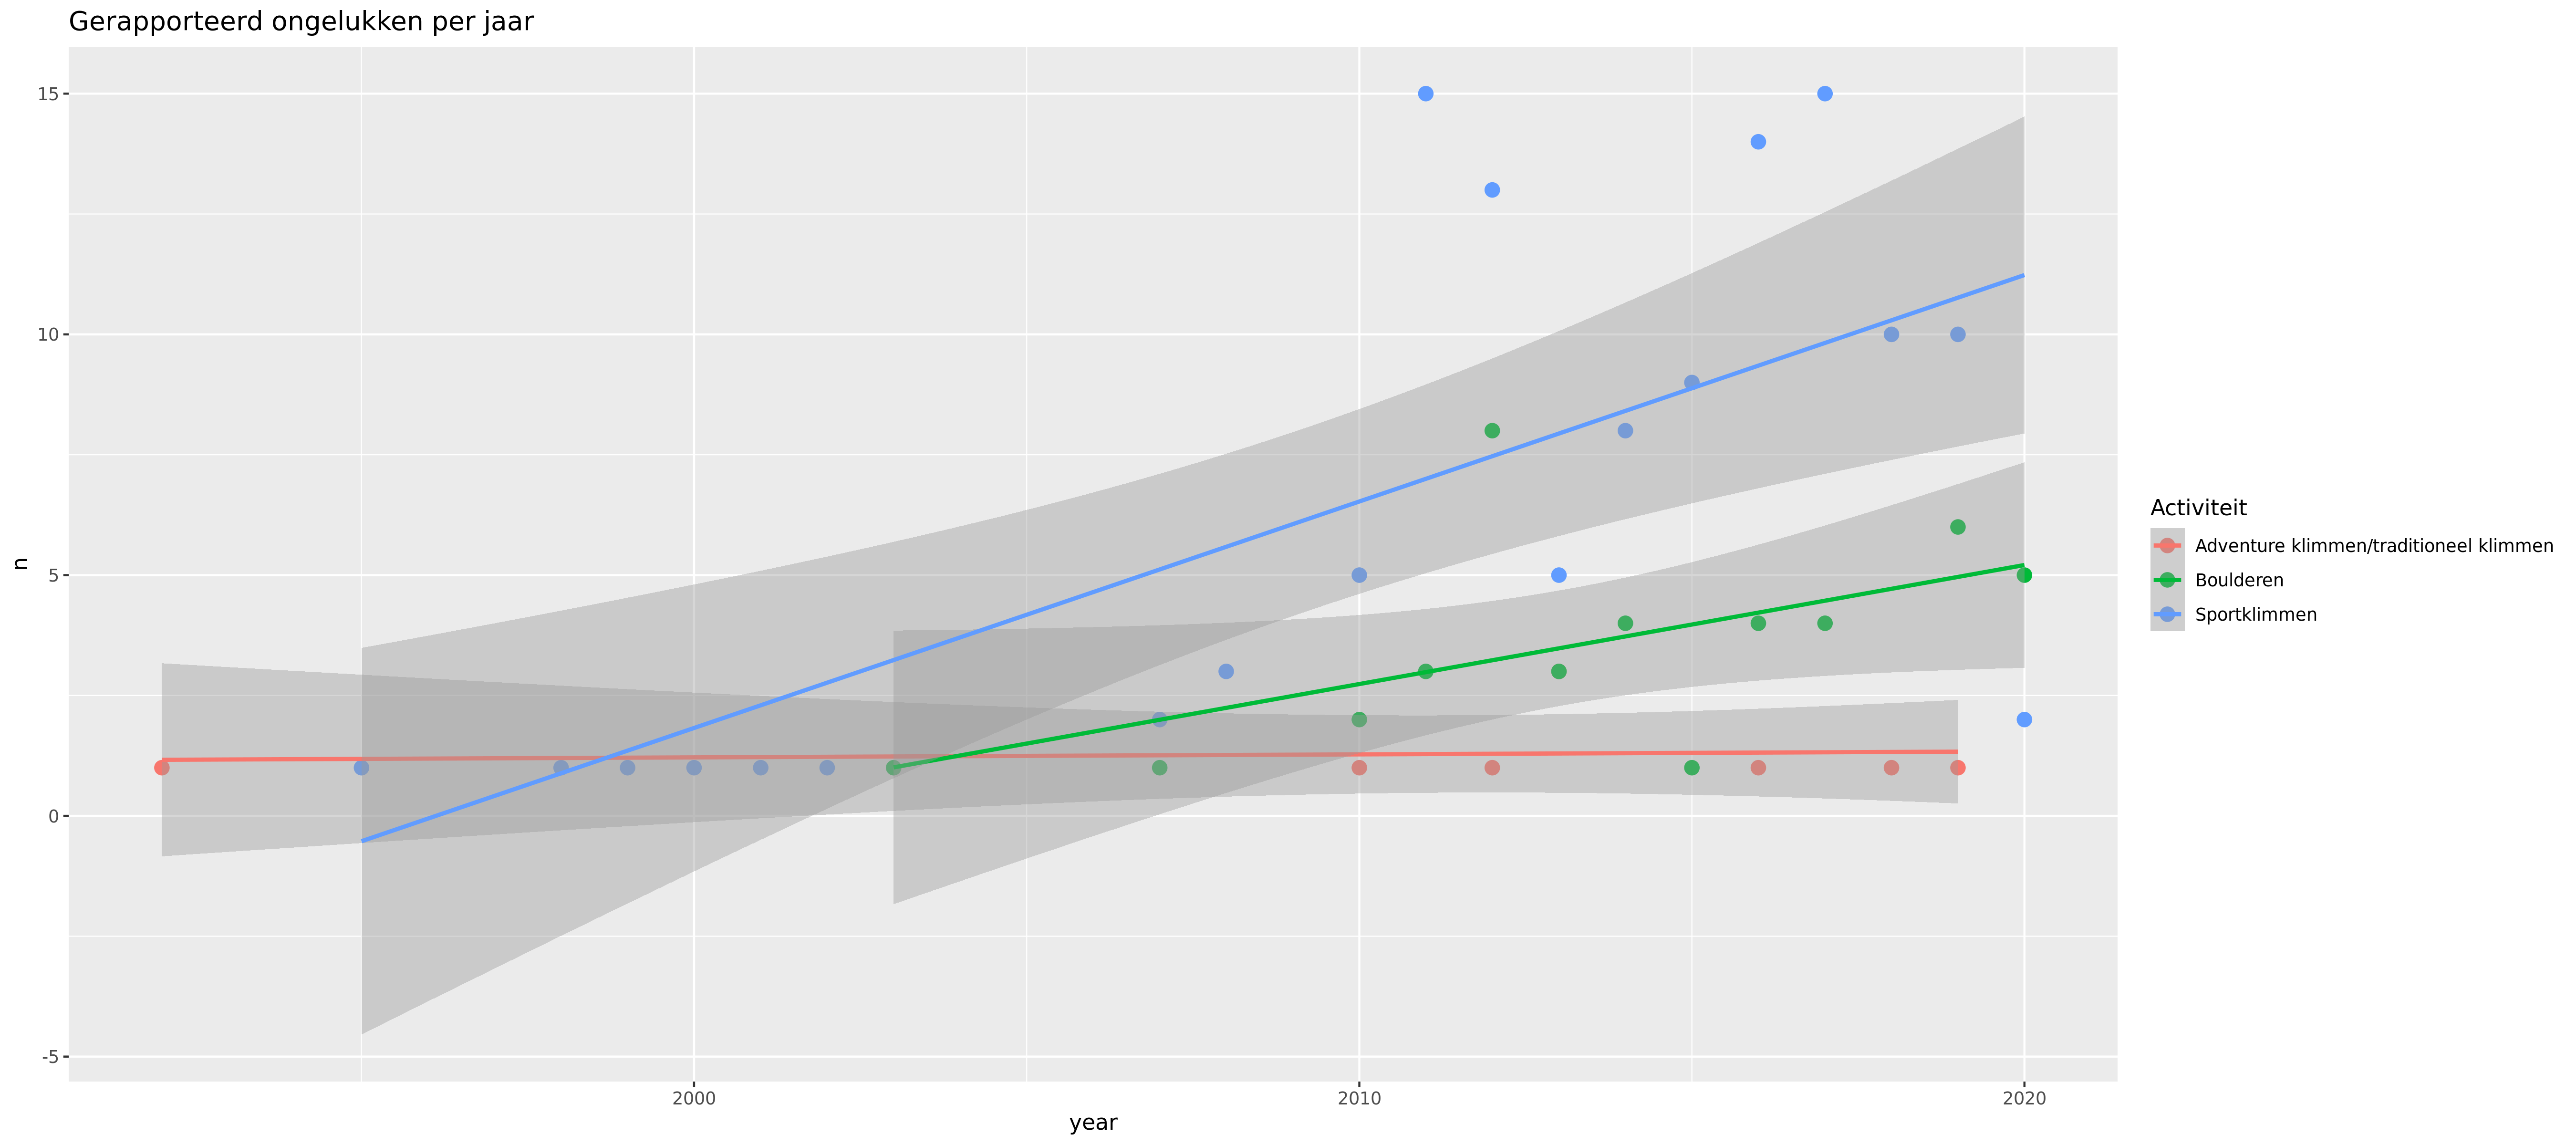 Gerapporteerd ongelukken per jaar
15
10
5
0
-5
n
2000
2010
2020
year
Activiteit
Adventure klimmen/traditioneel klimmen
Boulderen
Sportklimmen